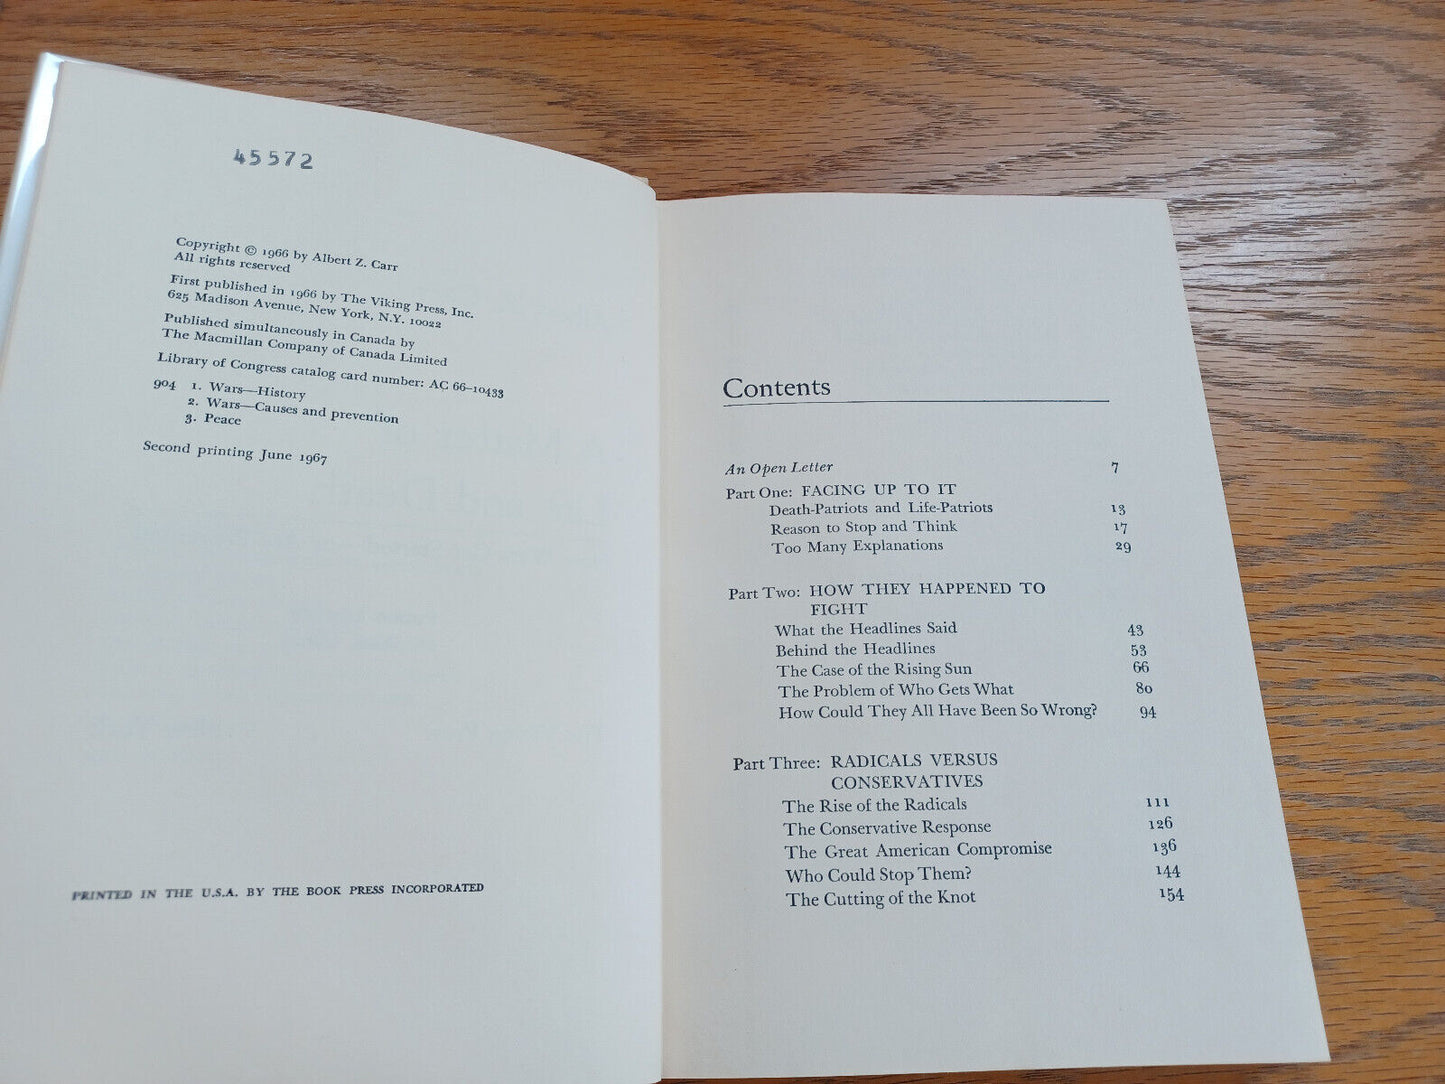 45572
Copyright © 1966 by Albert Z. Carr
All rights reserved
First published in 1966 by The Viking Press, Inc.
625 Madison Avenue, New York, N.Y. 10022
Published simultaneously in Canada by
The Macmillan Company of Canada Limited
Library of Congress catalog card number: AC 66–10433
904 1. Wars—History
2. Wars—Causes and prevention
3. Peace
Second printing June 1967
PRINTED IN THE U.S.A. BY THE BOOK PRESS INCORPORATED
Contents
An Open Letter 7
Part One: FACING UP TO IT
Death-Patriots and Life-Patriots 13
Reason to Stop and Think 17
Too Many Explanations 29
Part Two: HOW THEY HAPPENED TO
FIGHT
What the Headlines Said 43
Behind the Headlines 53
The Case of the Rising Sun 66
The Problem of Who Gets What 80
How Could They All Have Been So Wrong? 94
Part Three: RADICALS VERSUS
CONSERVATIVES
The Rise of the Radicals 111
The Conservative Response 126
The Great American Compromise 136
Who Could Stop Them? 144
The Cutting of the Knot 154